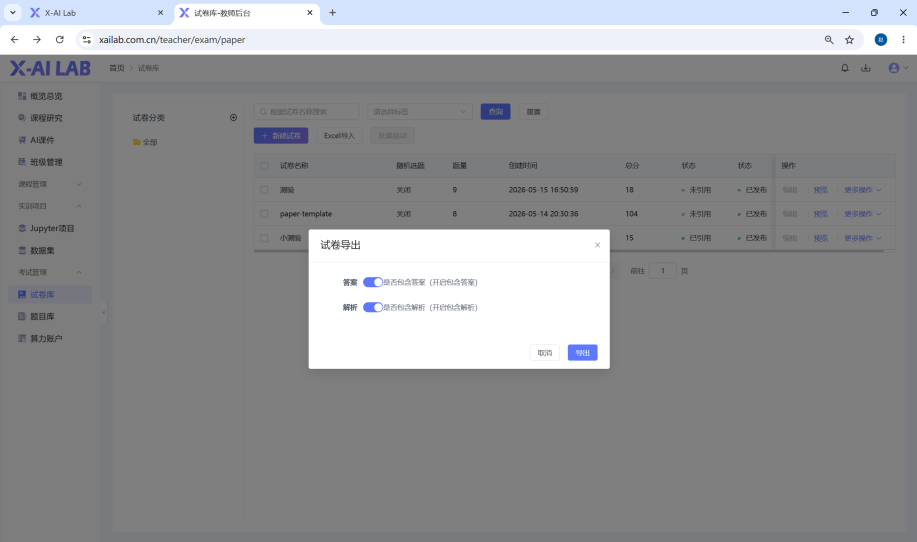 X-AI Lab
试卷库-教师后台
xailab.com.cn/teacher/exam/paper
X-AI LAB
首页 > 试卷库
概览总览
课程研究
AI课件
班级管理
课程管理
实训项目
Jupyter项目
数据集
考试管理
试卷库
题目库
算力账户
试卷分类
全部
根据试卷名称搜索
请选择标签
查询
重置
+ 新建试卷
Excel导入
批量移动
试卷名称 随机选题 题量 创建时间 总分 状态 状态 操作
测验 关闭 9 2026-05-15 16:50:59 18 未引用 已发布 编辑 预览 更多操作
paper-template 关闭 8 2026-05-14 20:30:36 104 未引用 已发布 编辑 预览 更多操作
小测验 15 已引用 已发布 编辑 预览 更多操作
前往 1 页
试卷导出
答案 是否包含答案（开启包含答案）
解析 是否包含解析（开启包含解析）
取消
导出